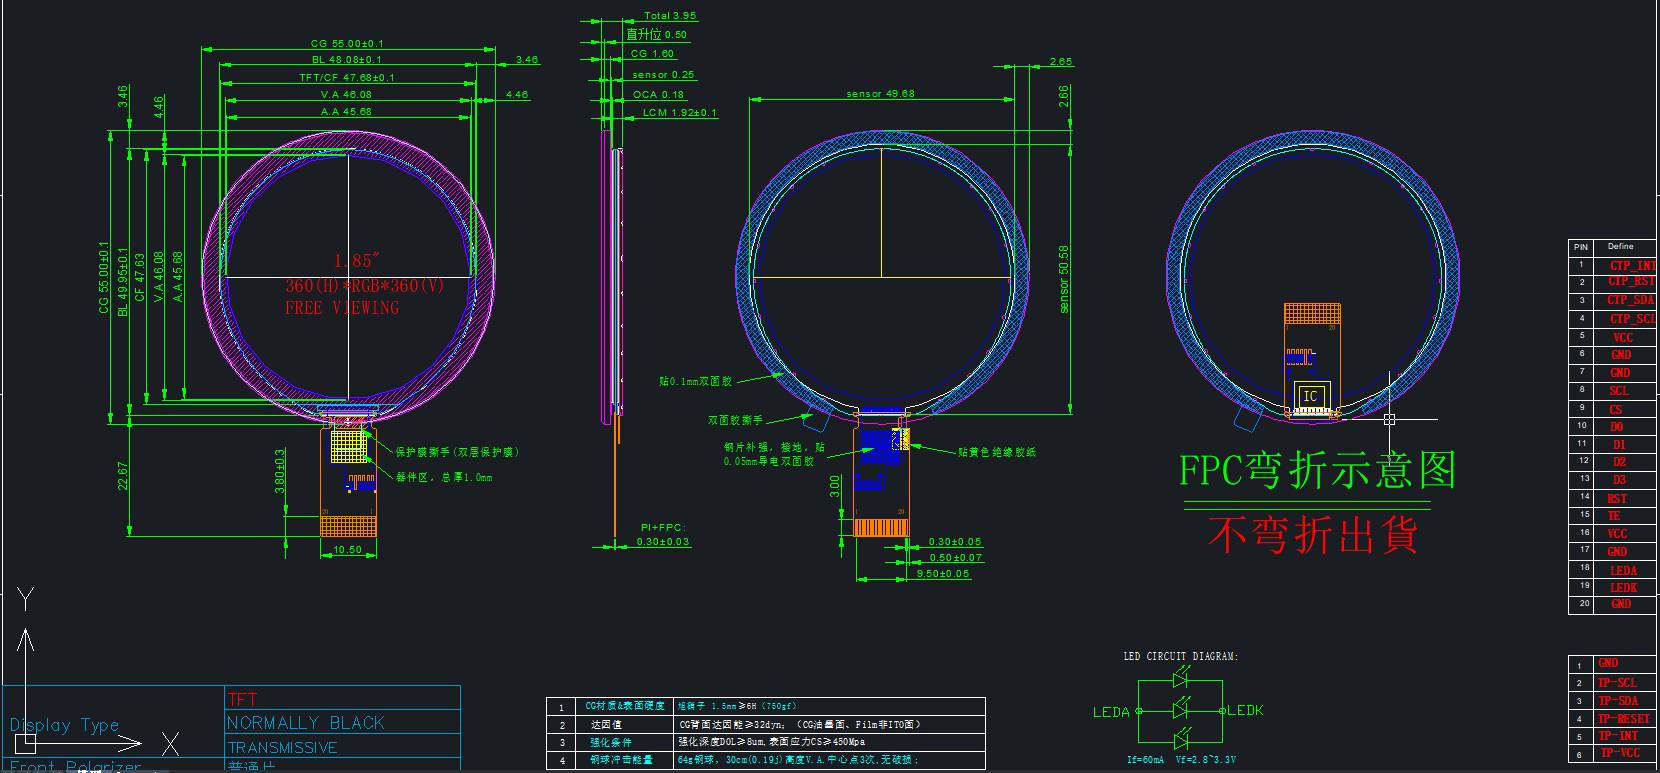 Total 3.95
直升位 0.50
CG 1.60
sensor 0.25
OCA 0.18
LCM 1.92±0.1
CG 55.00±0.1
BL 48.08±0.1
3.46
TFT/CF 47.68±0.1
V.A 46.08
4.46
A.A 45.68
3.46
4.46
CG 55.00±0.1
BL 49.95±0.1
CF 47.63
V.A 46.08
A.A 45.68
1.85"
360(H)*RGB*360(V)
FREE VIEWING
22.67
3.80±0.3
保护膜撕手(双层保护膜)
器件区，总厚1.0mm
20
1
10.50
PI+FPC:
0.30±0.03
2.65
sensor 49.68
2.66
sensor 50.58
贴0.1mm双面胶
双面胶撕手
钢片补强，接地，贴
0.05mm导电双面胶
贴黄色绝缘胶纸
3.00
1
20
0.30±0.05
0.50±0.07
9.50±0.05
1
20
IC
FPC弯折示意图
不弯折出貨
PIN Define
1 CTP_INT
2 CTP_RST
3 CTP_SDA
4 CTP_SCL
5 VCC
6 GND
7 GND
8 SCL
9 CS
10 D0
11 D1
12 D2
13 D3
14 RST
15 TE
16 VCC
17 GND
18 LEDA
19 LEDK
20 GND
1 GND
2 TP-SCL
3 TP-SDA
4 TP-RESET
5 TP-INT
6 TP-VCC
LED CIRCUIT DIAGRAM:
LEDA
LEDK
If=60mA Vf=2.8~3.3V
Y
X
Display Type
TFT
NORMALLY BLACK
TRANSMISSIVE
Front Polarizer
普通片
1 CG材质&表面硬度 旭硝子 1.5mm≥6H（750gf）
2 达因值 CG背面达因能≥32dyn；（CG油墨面、Film非ITO面）
3 强化条件 强化深度DOL≥8um,表面应力CS≥450Mpa
4 钢球冲击能量 64g钢球，30cm(0.19j)高度V.A.中心点3次,无破损；